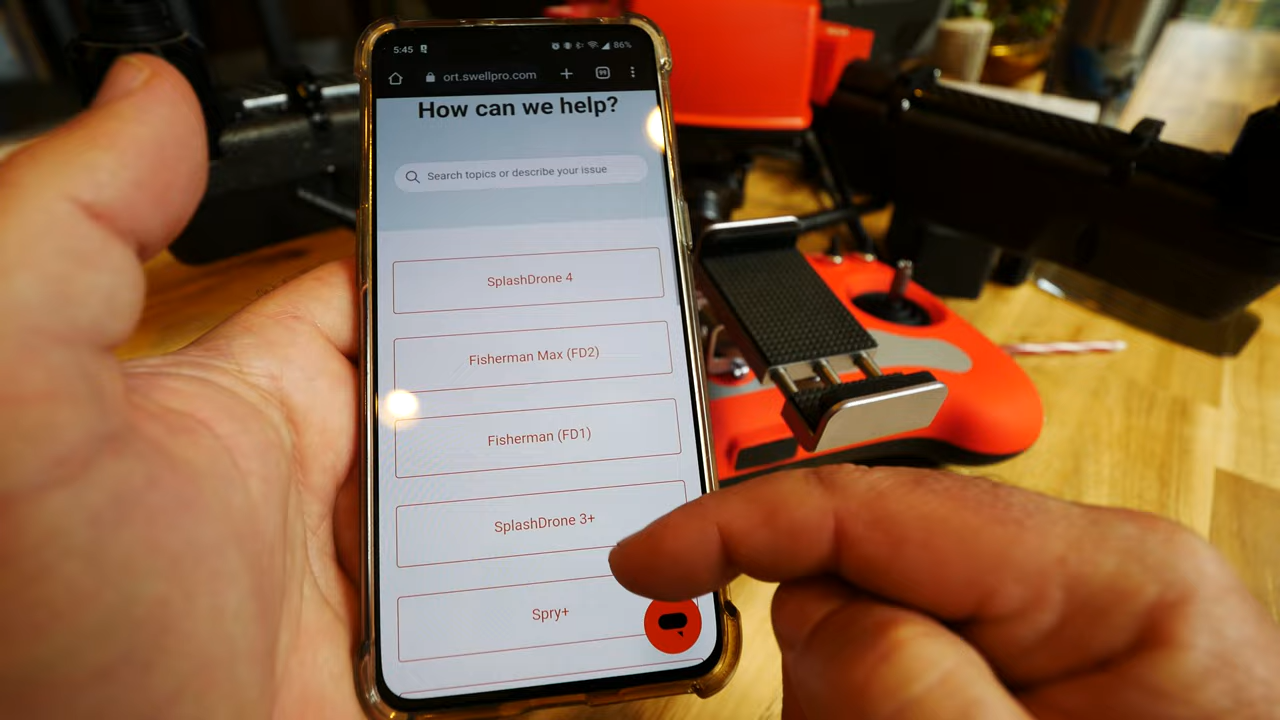 5:45
86%
ort.swellpro.com
99
How can we help?
Search topics or describe your issue
SplashDrone 4
Fisherman Max (FD2)
Fisherman (FD1)
SplashDrone 3+
Spry+